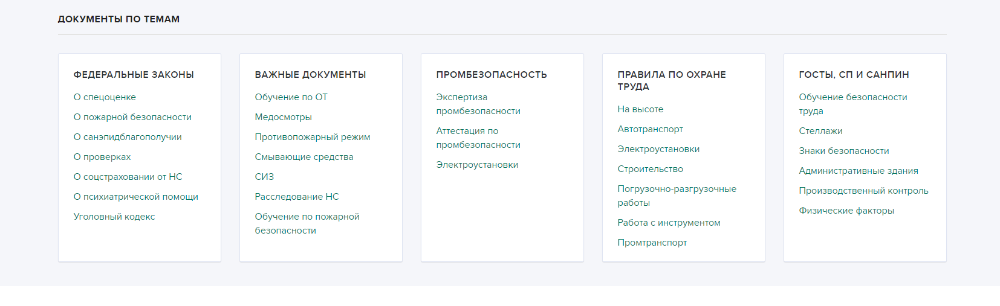 ДОКУМЕНТЫ ПО ТЕМАМ
ФЕДЕРАЛЬНЫЕ ЗАКОНЫ
О спецоценке
О пожарной безопасности
О санэпидблагополучии
О проверках
О соцстраховании от НС
О психиатрической помощи
Уголовный кодекс
ВАЖНЫЕ ДОКУМЕНТЫ
Обучение по ОТ
Медосмотры
Противопожарный режим
Смывающие средства
СИЗ
Расследование НС
Обучение по пожарной
безопасности
ПРОМБЕЗОПАСНОСТЬ
Экспертиза
промбезопасности
Аттестация по
промбезопасности
Электроустановки
ПРАВИЛА ПО ОХРАНЕ
ТРУДА
На высоте
Автотранспорт
Электроустановки
Строительство
Погрузочно-разгрузочные
работы
Работа с инструментом
Промтранспорт
ГОСТЫ, СП И САНПИН
Обучение безопасности
труда
Стеллажи
Знаки безопасности
Административные здания
Производственный контроль
Физические факторы